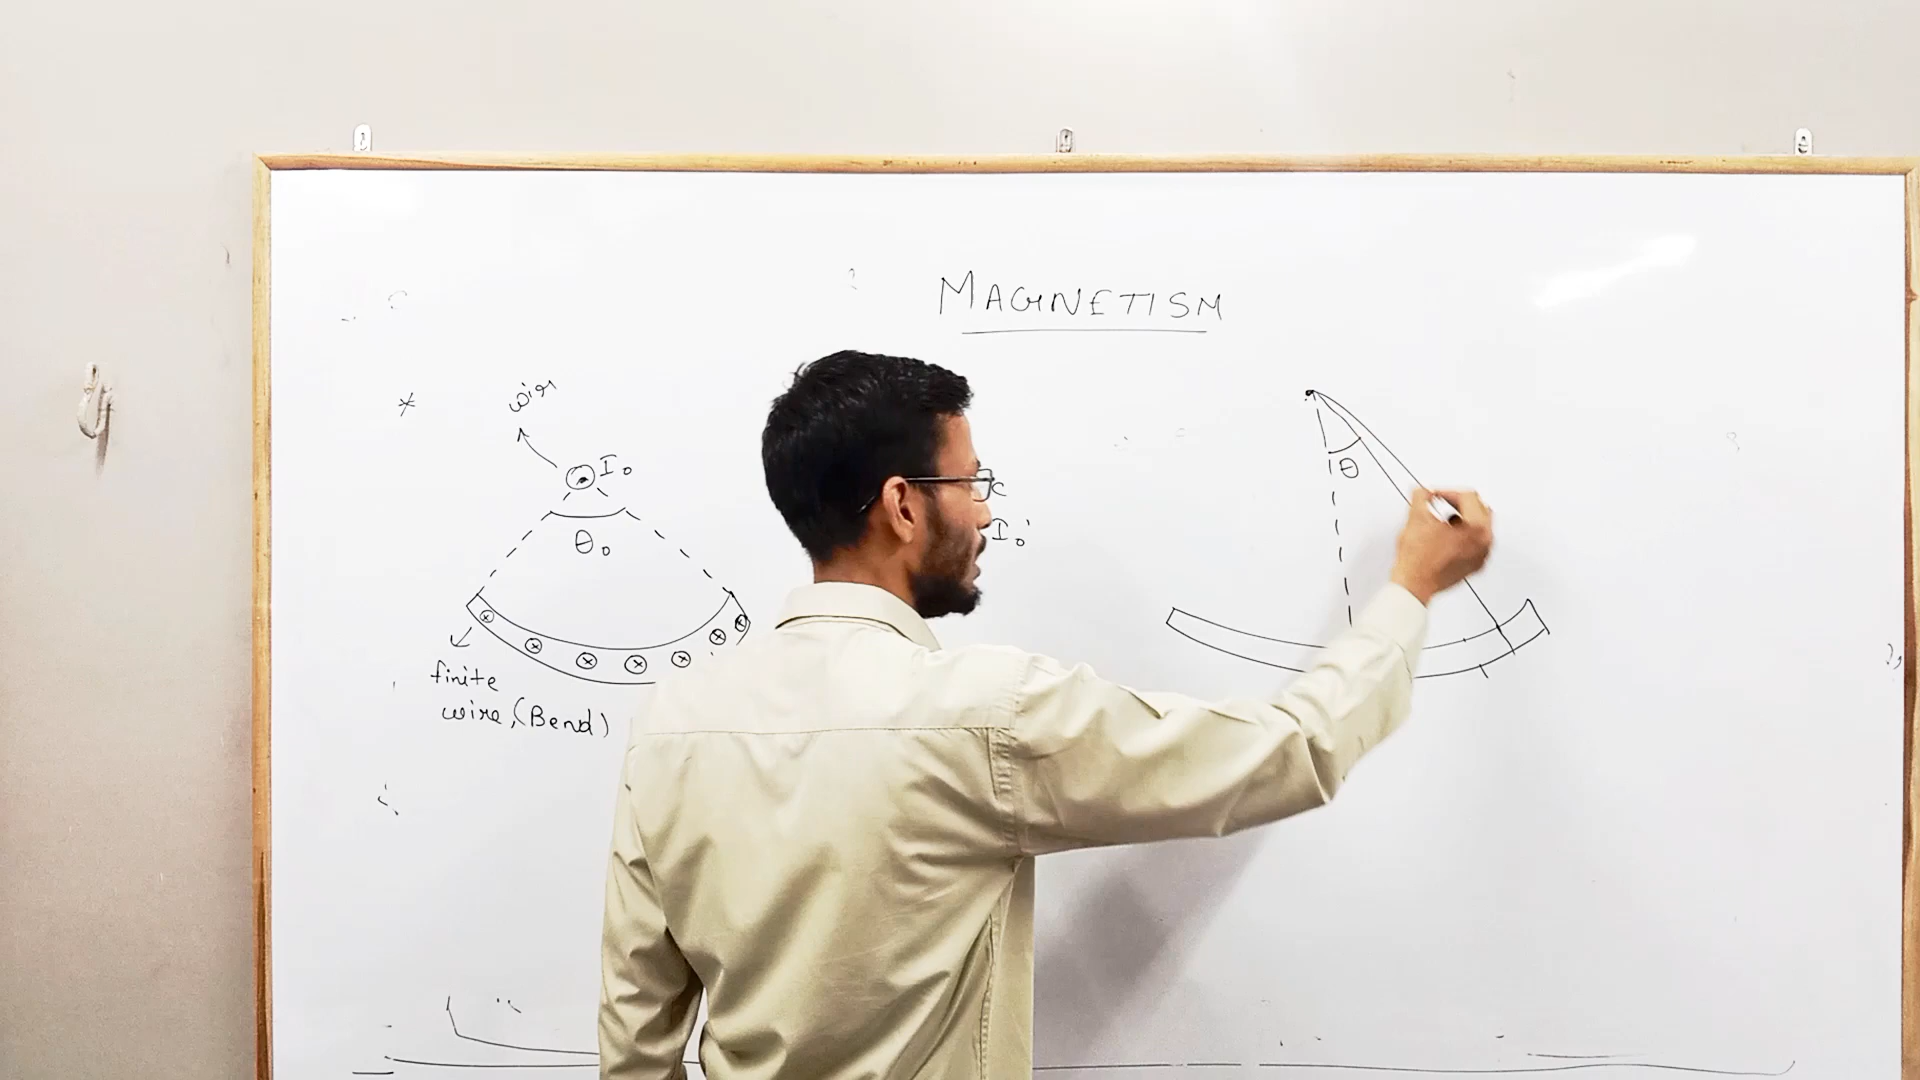 MAGNETISM
*
wire
I₀
θ₀
finite
wire, (Bend)
c
I₀'
θ